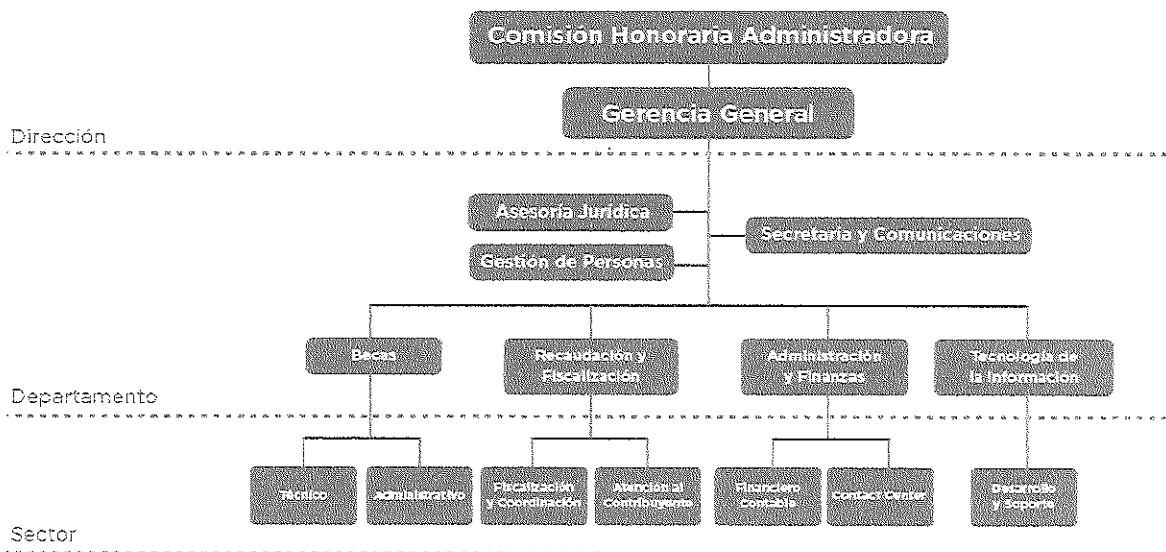 Comisión Honoraria Administradora
Gerencia General
Dirección
Asesoría Jurídica
Secretaría y Comunicaciones
Gestión de Personas
Becas
Recaudación y
Fiscalización
Administración
y Finanzas
Tecnología de
la Información
Departamento
Técnico
Administrativo
Fiscalización
y Coordinación
Atención al
Contribuyente
Financiero
Contable
Contact Center
Desarrollo
y Soporte
Sector